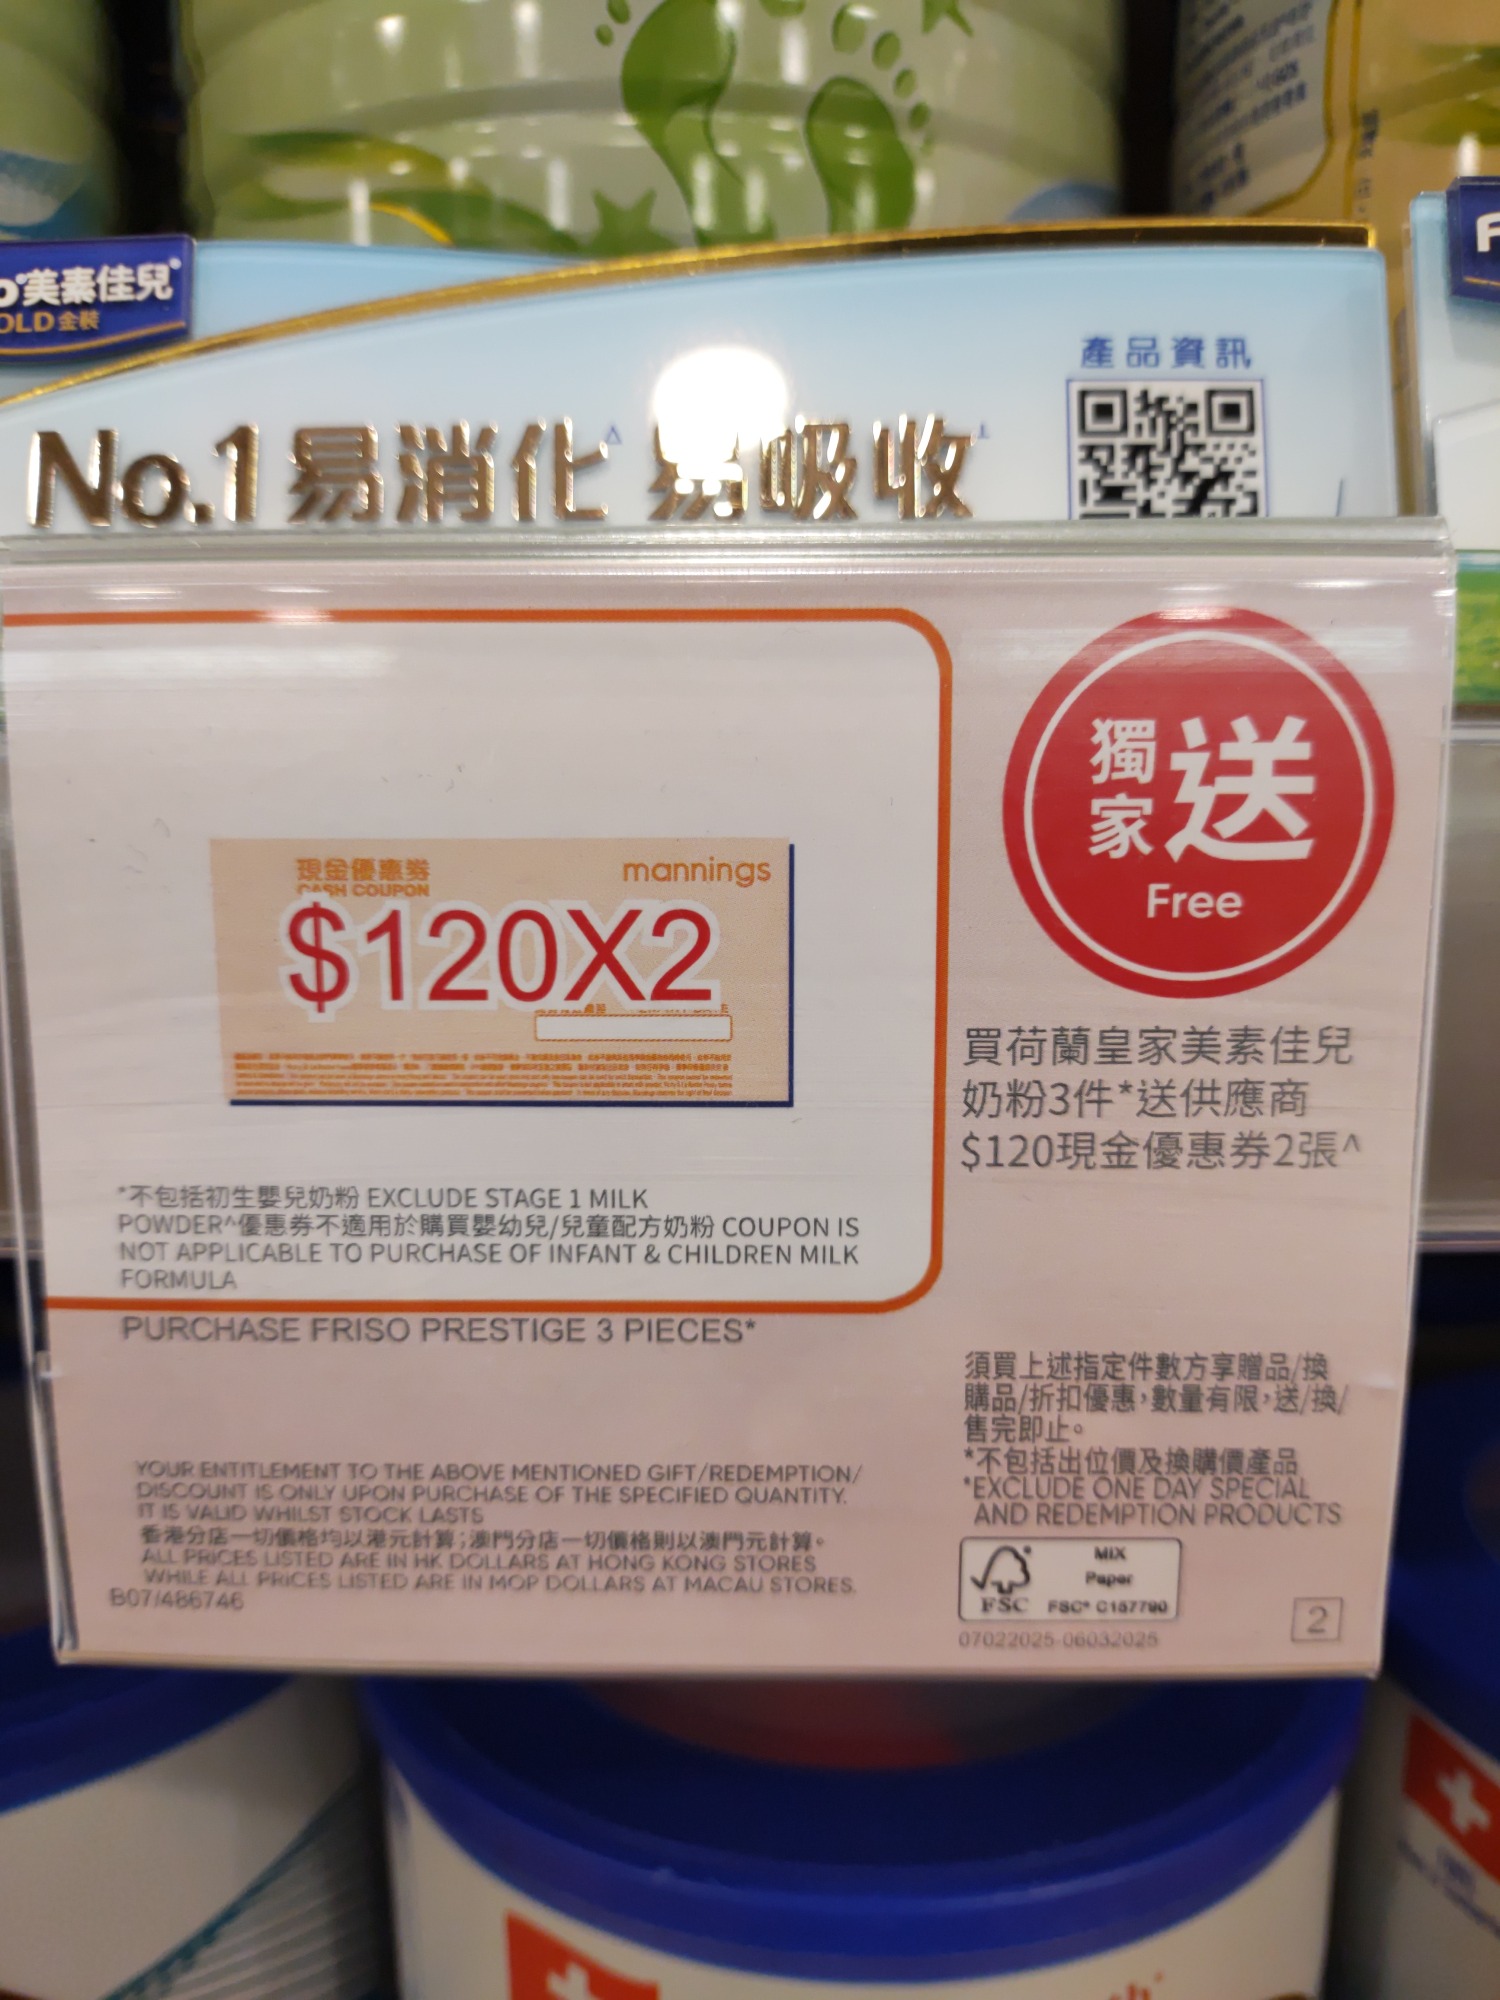 美素佳兒
OLD 金裝
產品資訊
No.1 易消化 易吸收
獨家送
Free
現金優惠券
CASH COUPON
mannings
$120X2
買荷蘭皇家美素佳兒
奶粉3件*送供應商
$120現金優惠券2張^
*不包括初生嬰兒奶粉 EXCLUDE STAGE 1 MILK
POWDER^優惠券不適用於購買嬰幼兒/兒童配方奶粉 COUPON IS
NOT APPLICABLE TO PURCHASE OF INFANT & CHILDREN MILK
FORMULA
PURCHASE FRISO PRESTIGE 3 PIECES*
須買上述指定件數方享贈品/換
購品/折扣優惠，數量有限，送/換/
售完即止。
*不包括出位價及換購價產品
*EXCLUDE ONE DAY SPECIAL
AND REDEMPTION PRODUCTS
YOUR ENTITLEMENT TO THE ABOVE MENTIONED GIFT/REDEMPTION/
DISCOUNT IS ONLY UPON PURCHASE OF THE SPECIFIED QUANTITY.
IT IS VALID WHILST STOCK LASTS
香港分店一切價格均以港元計算；澳門分店一切價格則以澳門元計算。
ALL PRICES LISTED ARE IN HK DOLLARS AT HONG KONG STORES
WHILE ALL PRICES LISTED ARE IN MOP DOLLARS AT MACAU STORES.
B07/486746
MIX
Paper
FSC
FSC® C157790
07022025-06032025
2